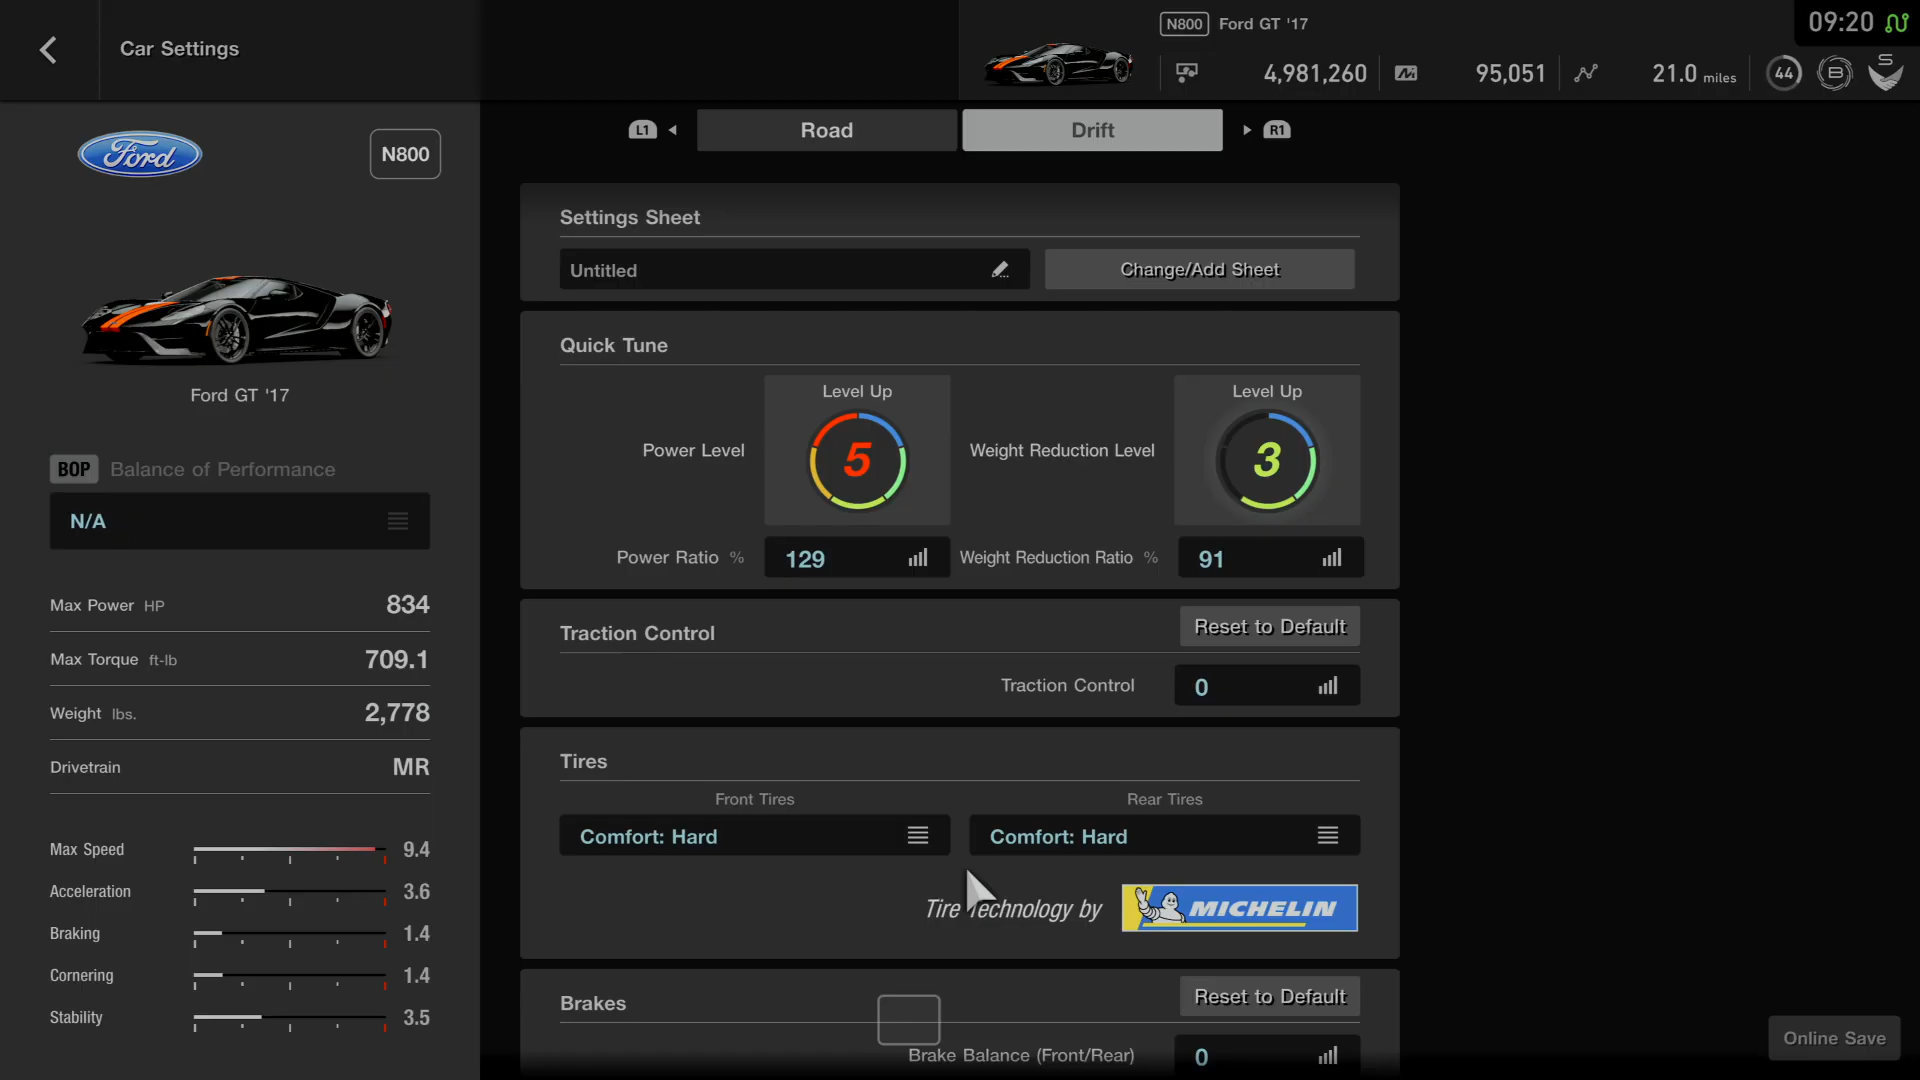 Car Settings
N800 Ford GT '17
4,981,260
95,051
21.0 miles
44
B
S
09:20
Ford
N800
Ford GT '17
BOP Balance of Performance
N/A
Max Power HP 834
Max Torque ft-lb 709.1
Weight lbs. 2,778
Drivetrain MR
Max Speed 9.4
Acceleration 3.6
Braking 1.4
Cornering 1.4
Stability 3.5
L1 Road Drift R1
Settings Sheet
Untitled
Change/Add Sheet
Quick Tune
Level Up
Power Level 5
Level Up
Weight Reduction Level 3
Power Ratio % 129
Weight Reduction Ratio % 91
Traction Control
Reset to Default
Traction Control 0
Tires
Front Tires
Rear Tires
Comfort: Hard
Comfort: Hard
Tire Technology by MICHELIN
Brakes
Reset to Default
Brake Balance (Front/Rear) 0
Online Save